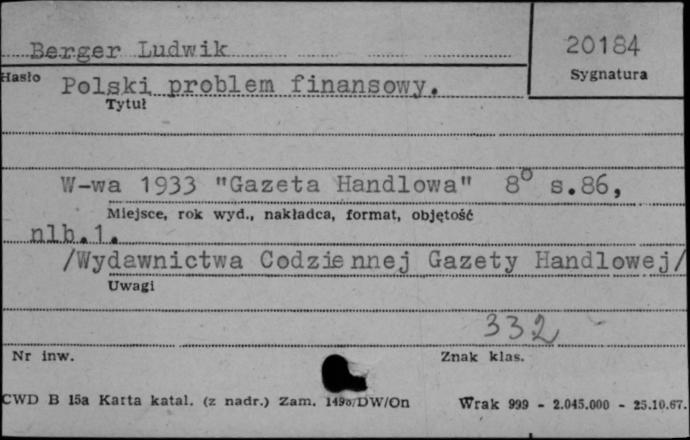 Berger Ludwik
20184
Hasło
Sygnatura
Polski problem finansowy.
Tytuł
W-wa 1933 "Gazeta Handlowa" 8° s.86,
Miejsce, rok wyd., nakładca, format, objętość
nlb.1.
/Wydawnictwa Codziennej Gazety Handlowej/
Uwagi
332
Nr inw.
Znak klas.
CWD B 15a Karta katal. (z nadr.) Zam. 1498/DW/On
Wrak 999 - 2.045.000 - 25.10.67.